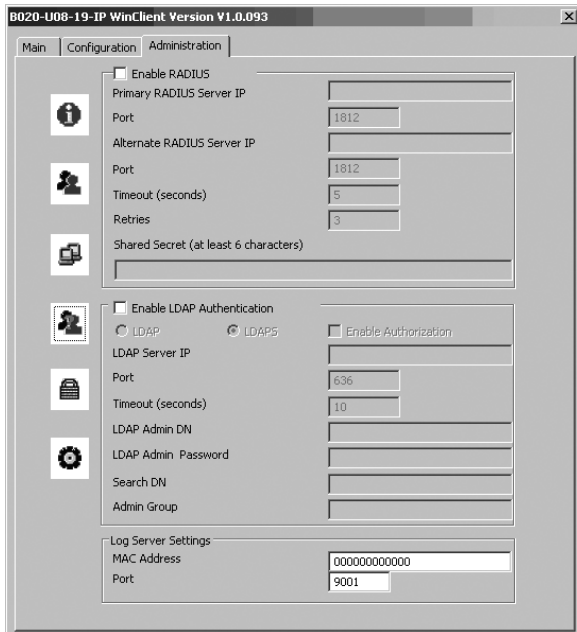 B020-U08-19-IP WinClient Version V1.0.093
Main Configuration Administration
Enable RADIUS
Primary RADIUS Server IP
Port 1812
Alternate RADIUS Server IP
Port 1812
Timeout (seconds) 5
Retries 3
Shared Secret (at least 6 characters)
Enable LDAP Authentication
LDAP LDAPS Enable Authorization
LDAP Server IP
Port 636
Timeout (seconds) 10
LDAP Admin DN
LDAP Admin Password
Search DN
Admin Group
Log Server Settings
MAC Address 000000000000
Port 9001